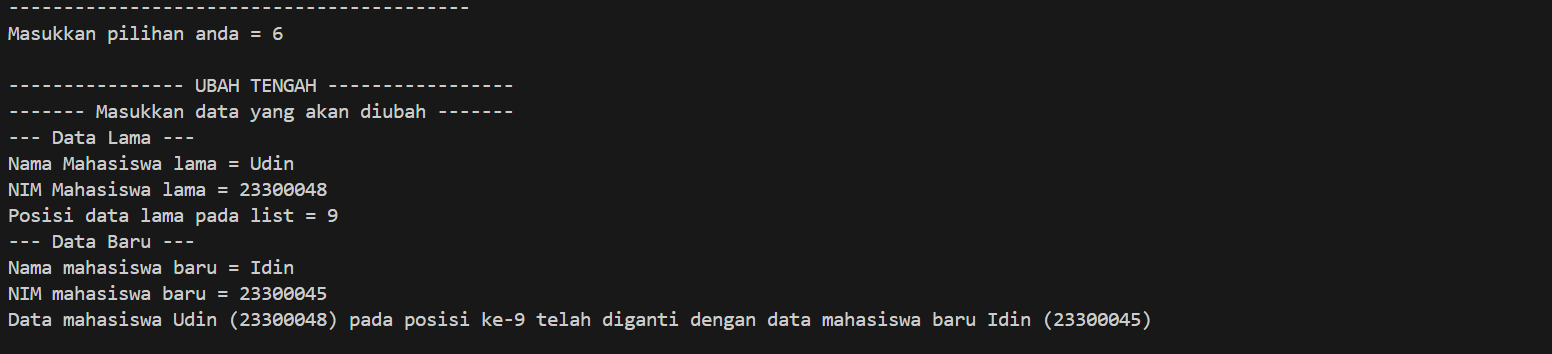 ------------------------------------------
Masukkan pilihan anda = 6
---------------- UBAH TENGAH -----------------
------- Masukkan data yang akan diubah -------
--- Data Lama ---
Nama Mahasiswa lama = Udin
NIM Mahasiswa lama = 23300048
Posisi data lama pada list = 9
--- Data Baru ---
Nama mahasiswa baru = Idin
NIM mahasiswa baru = 23300045
Data mahasiswa Udin (23300048) pada posisi ke-9 telah diganti dengan data mahasiswa baru Idin (23300045)